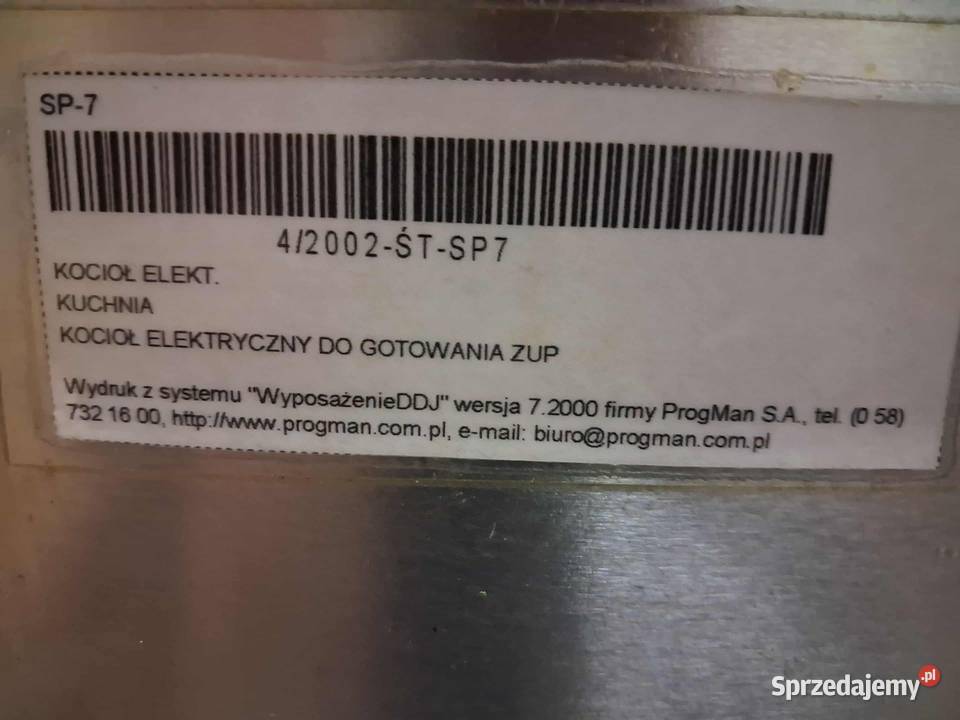 SP-7
4/2002-ŚT-SP7
KOCIOŁ ELEKT.
KUCHNIA
KOCIOŁ ELEKTRYCZNY DO GOTOWANIA ZUP
Wydruk z systemu "WyposażenieDDJ" wersja 7.2000 firmy ProgMan S.A., tel. (0 58)
732 16 00, http://www.progman.com.pl, e-mail: biuro@progman.com.pl
Sprzedajemy.pl